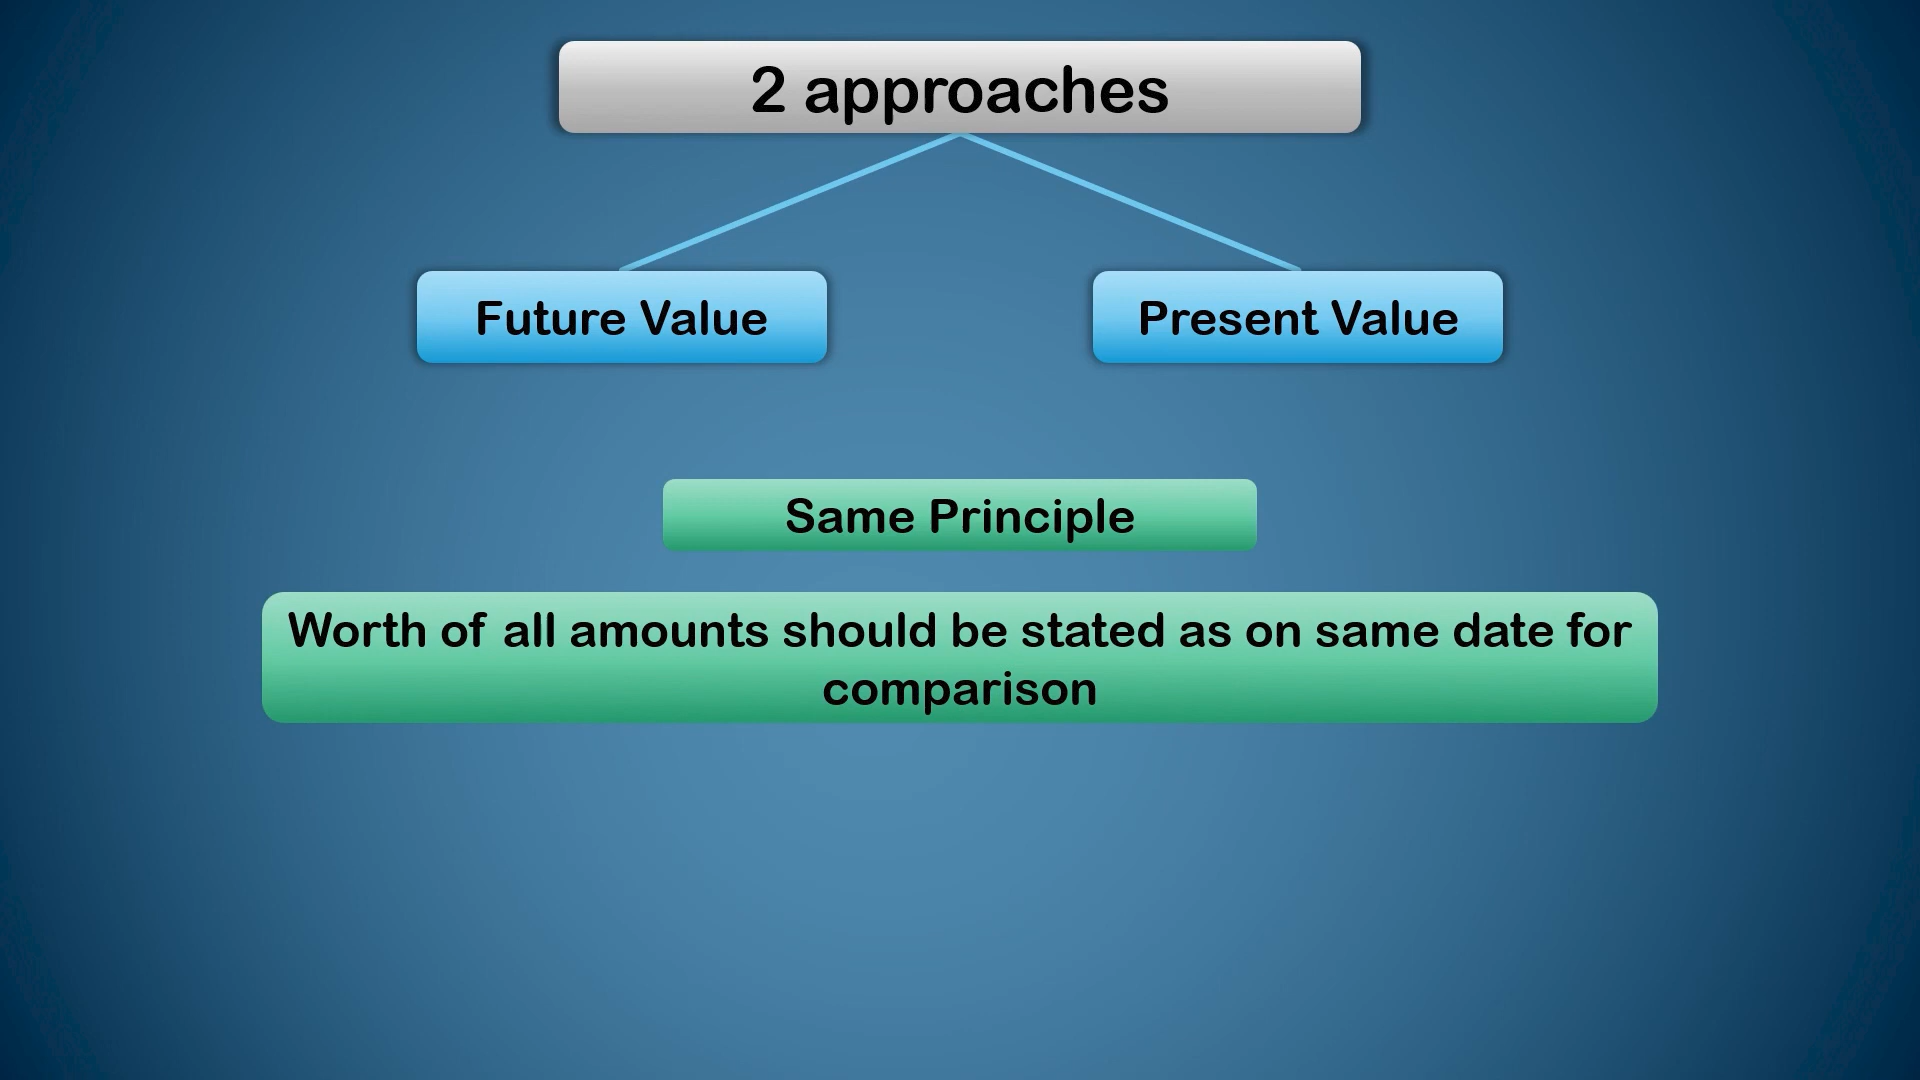 2 approaches
Future Value
Present Value
Same Principle
Worth of all amounts should be stated as on same date for
comparison